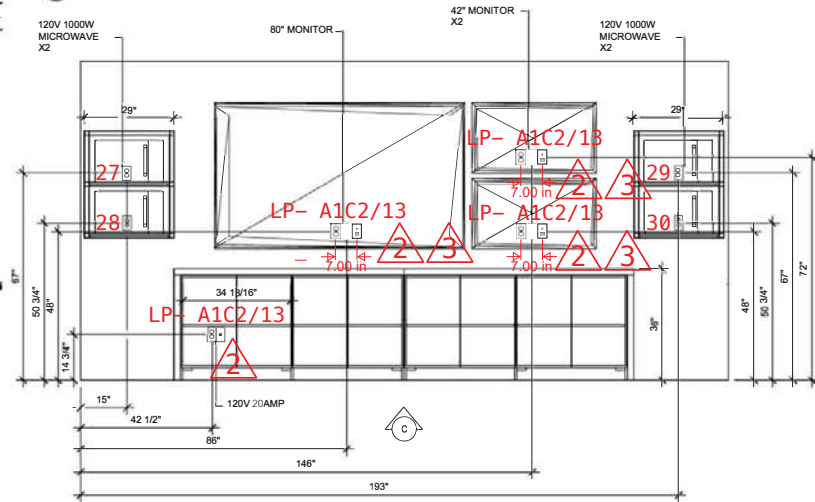 42" MONITOR
X2
120V 1000W
MICROWAVE
X2
80" MONITOR
120V 1000W
MICROWAVE
X2
29"
29"
LP- A1C2/13
27
2
3
29
7.00 in
28
LP- A1C2/13
LP- A1C2/13
30
2
3
2
3
7.00 in
7.00 in
67"
50 3/4"
48"
14 3/4"
34 13/16"
LP- A1C2/13
2
36"
48"
50 3/4"
67"
72"
15"
120V 20AMP
42 1/2"
C
86"
146"
193"